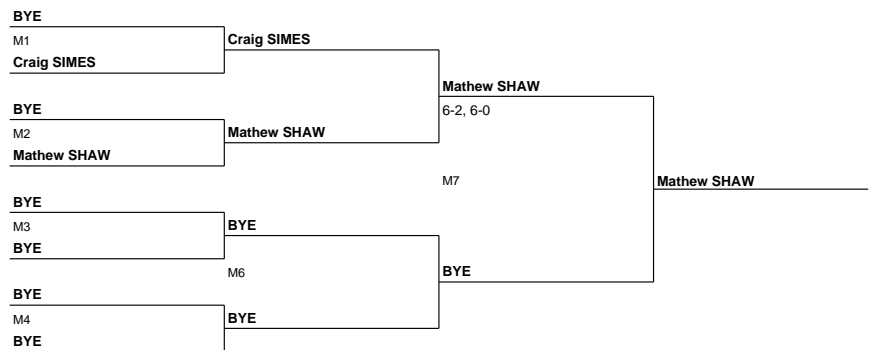 BYE
M1
Craig SIMES
Craig SIMES
BYE
M2
Mathew SHAW
Mathew SHAW
Mathew SHAW
6-2, 6-0
M7
Mathew SHAW
BYE
M3
BYE
BYE
M6
BYE
BYE
M4
BYE
BYE